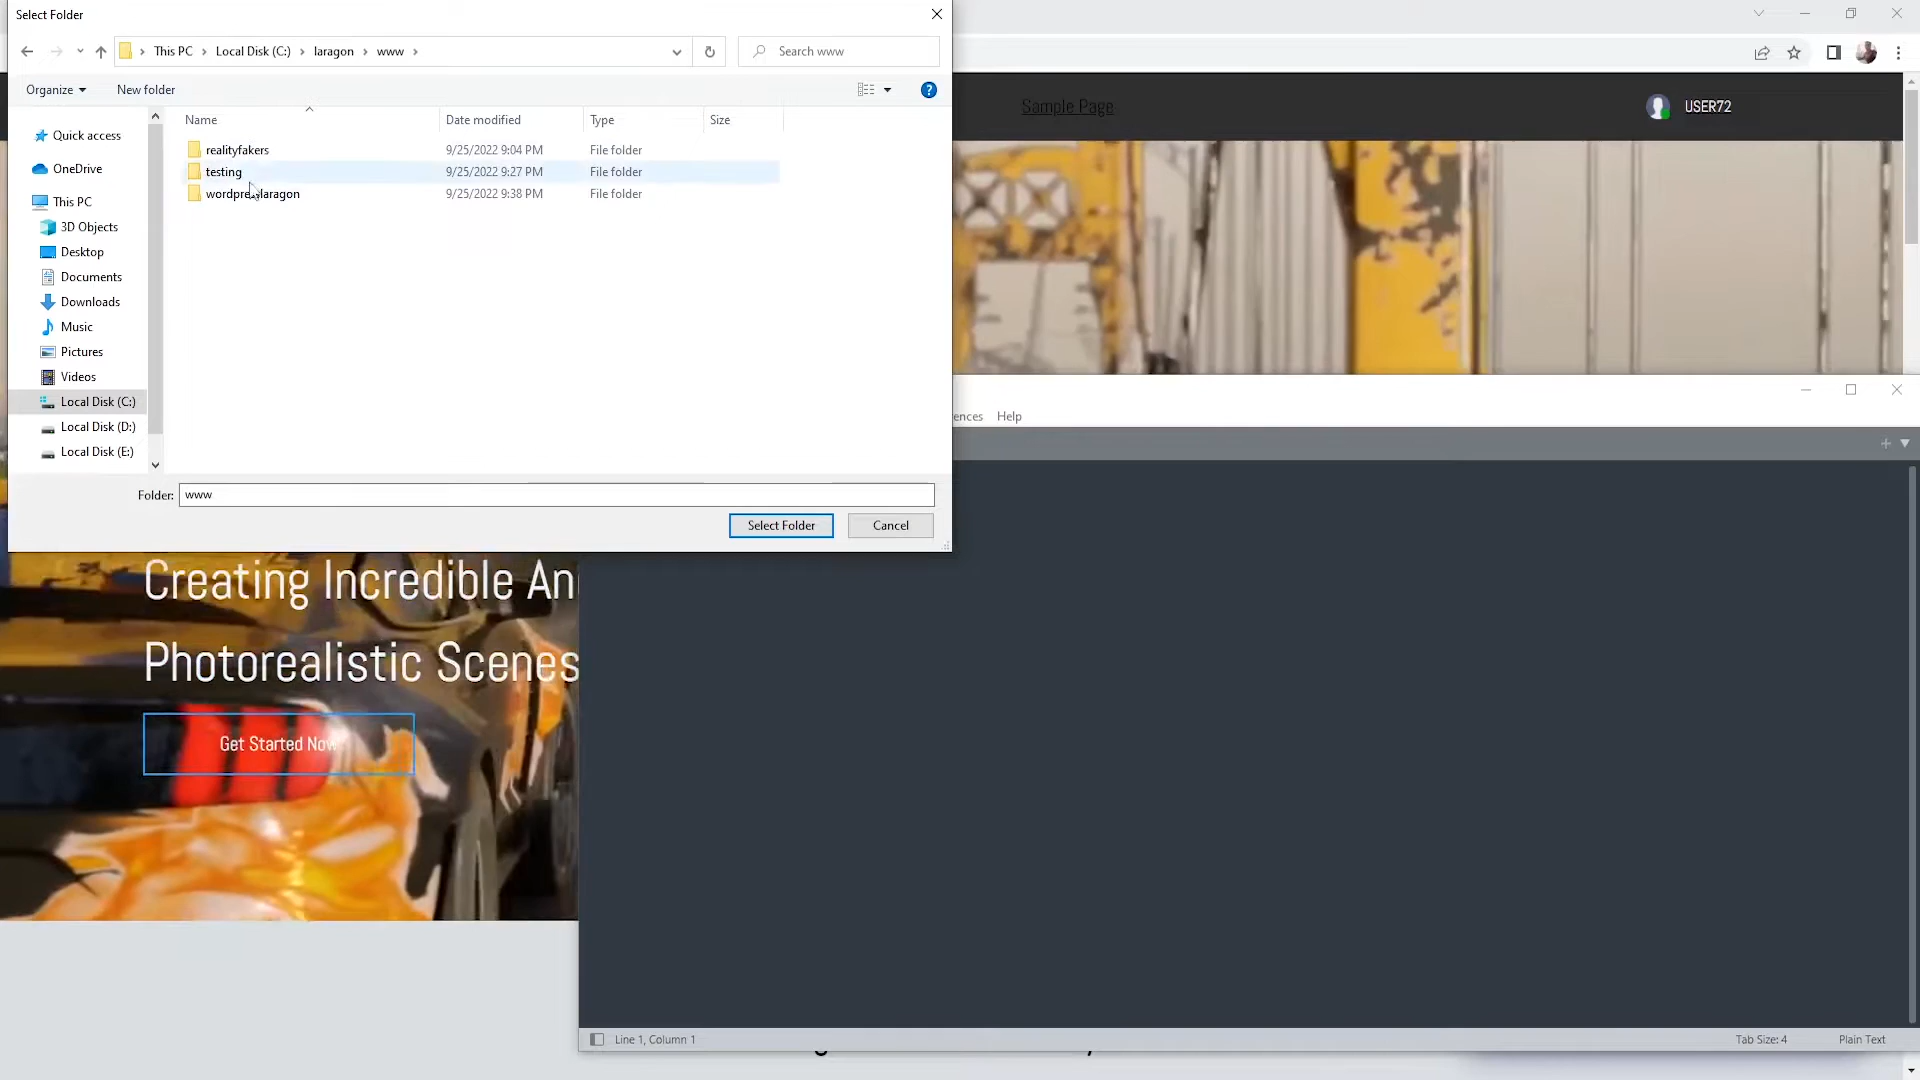 Select Folder
This PC > Local Disk (C:) > laragon > www >
Search www
Organize
New folder
Name
Date modified
Type
Size
Quick access
OneDrive
This PC
3D Objects
Desktop
Documents
Downloads
Music
Pictures
Videos
Local Disk (C:)
Local Disk (D:)
Local Disk (E:)
realityfakers 9/25/2022 9:04 PM File folder
testing 9/25/2022 9:27 PM File folder
9/25/2022 9:38 PM File folder
Folder: www
Select Folder
Cancel
Sample Page
USER72
Help
Creating Incredible
Photorealistic Scenes
Get Started Now
Line 1, Column 1
Tab Size: 4
Plain Text